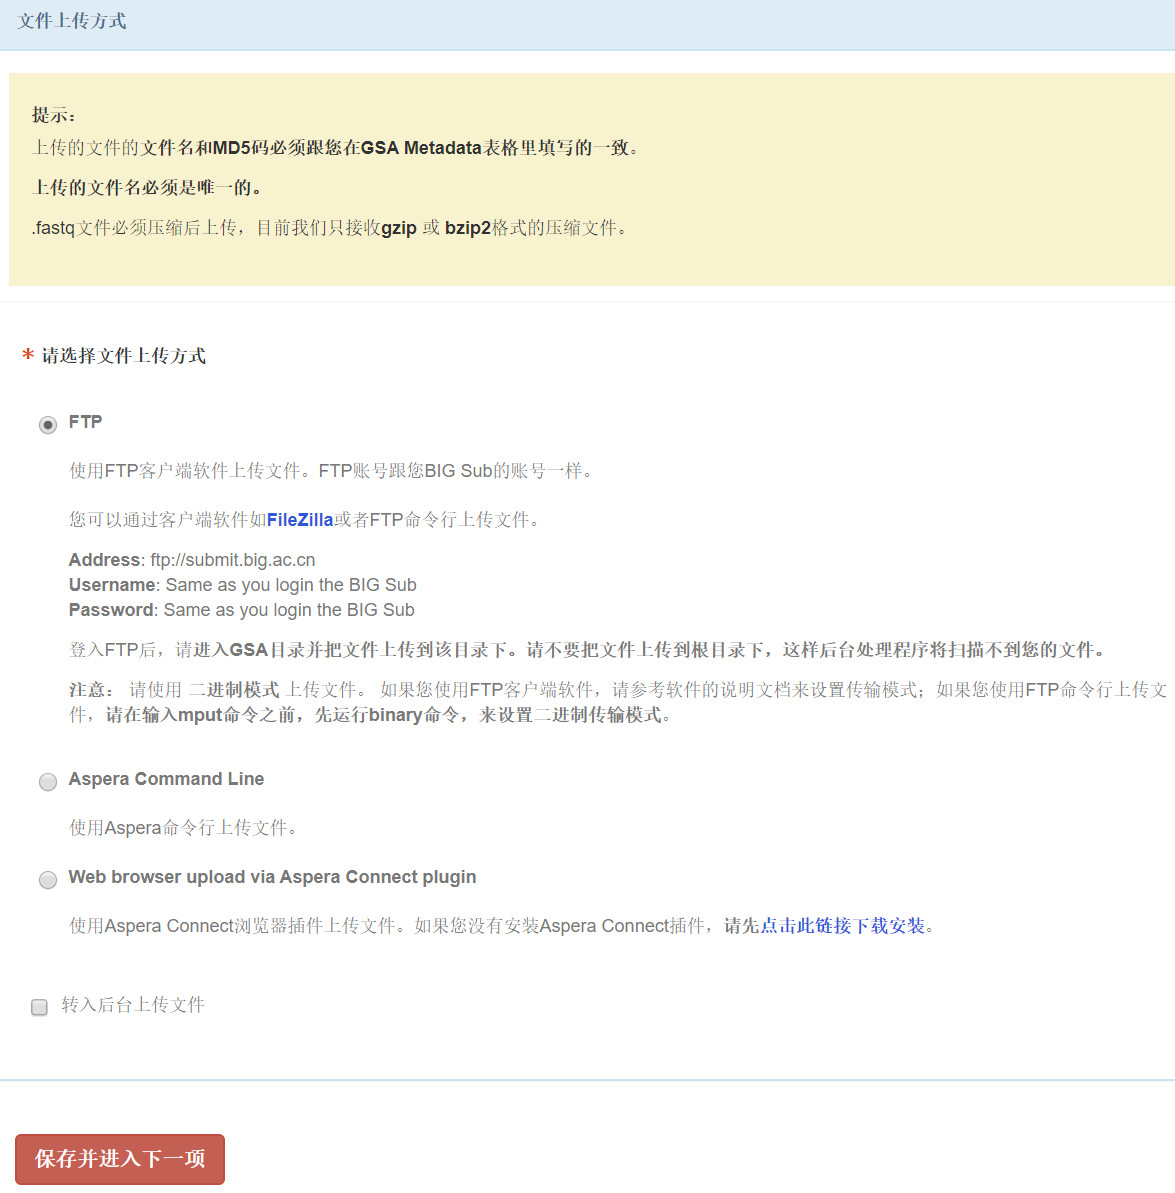 文件上传方式
提示：
上传的文件的文件名和MD5码必须跟您在GSA Metadata表格里填写的一致。
上传的文件名必须是唯一的。
.fastq文件必须压缩后上传，目前我们只接收gzip 或 bzip2格式的压缩文件。
* 请选择文件上传方式
FTP
使用FTP客户端软件上传文件。FTP账号跟您BIG Sub的账号一样。
您可以通过客户端软件如FileZilla或者FTP命令行上传文件。
Address: ftp://submit.big.ac.cn
Username: Same as you login the BIG Sub
Password: Same as you login the BIG Sub
登入FTP后，请进入GSA目录并把文件上传到该目录下。请不要把文件上传到根目录下，这样后台处理程序将扫描不到您的文件。
注意： 请使用 二进制模式 上传文件。 如果您使用FTP客户端软件，请参考软件的说明文档来设置传输模式；如果您使用FTP命令行上传文
件，请在输入mput命令之前，先运行binary命令，来设置二进制传输模式。
Aspera Command Line
使用Aspera命令行上传文件。
Web browser upload via Aspera Connect plugin
使用Aspera Connect浏览器插件上传文件。如果您没有安装Aspera Connect插件，请先点击此链接下载安装。
转入后台上传文件
保存并进入下一项